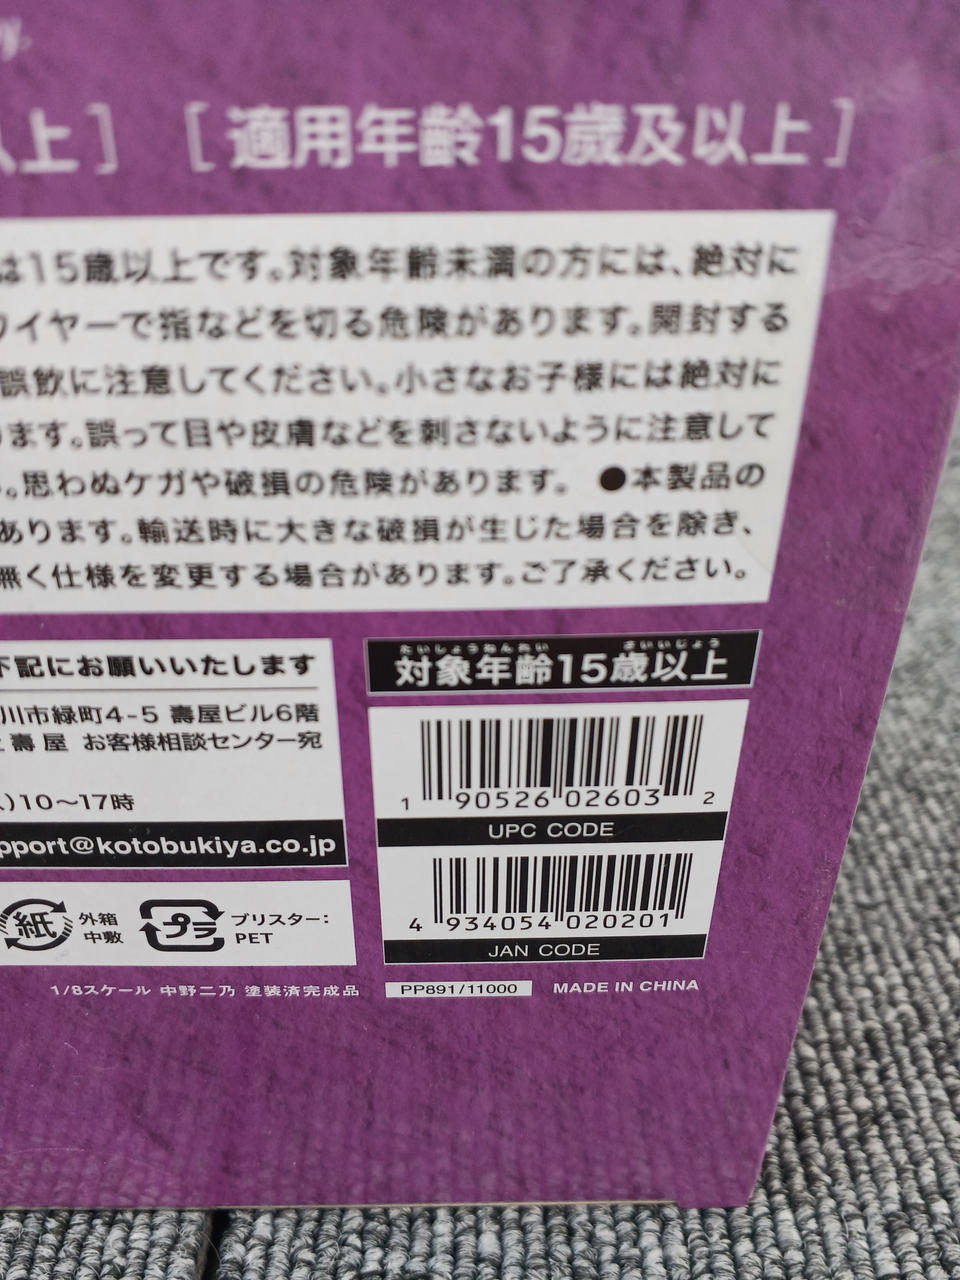 以上］ ［適用年齡15歲及以上］
は15歳以上です。対象年齢未満の方には、絶対に
ワイヤーで指などを切る危険があります。開封する
誤飲に注意してください。小さなお子様には絶対に
ります。誤って目や皮膚などを刺さないように注意して
い。思わぬケガや破損の危険があります。 ●本製品の
あります。輸送時に大きな破損が生じた場合を除き、
無く仕様を変更する場合があります。ご了承ください。
下記にお願いいたします
川市緑町4-5 壽屋ビル6階
壽屋 お客様相談センター宛
)10〜17時
pport@kotobukiya.co.jp
たいしょうねんれい さいいじょう
対象年齢15歳以上
1 90526 02603 2
UPC CODE
4 934054 020201
JAN CODE
紙 外箱
中敷
プラ ブリスター:
PET
1/8スケール 中野二乃 塗装済完成品
PP891/11000
MADE IN CHINA